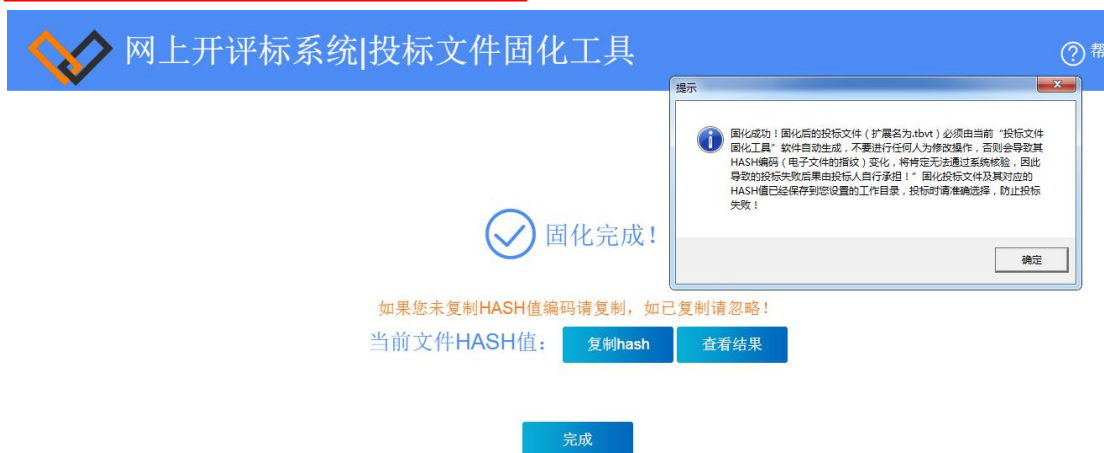 网上开评标系统|投标文件固化工具
帮
提示
固化成功！固化后的投标文件（扩展名为.tbvt）必须由当前“投标文件
固化工具”软件自动生成，不要进行任何人为修改操作，否则会导致其
HASH编码（电子文件的指纹）变化，将肯定无法通过系统核验，因此
导致的投标失败后果由投标人自行承担！”固化投标文件及其对应的
HASH值已经保存到您设置的工作目录，投标时请准确选择，防止投标
失败！
确定
固化完成！
如果您未复制HASH值编码请复制，如已复制请忽略！
当前文件HASH值：
复制hash
查看结果
完成